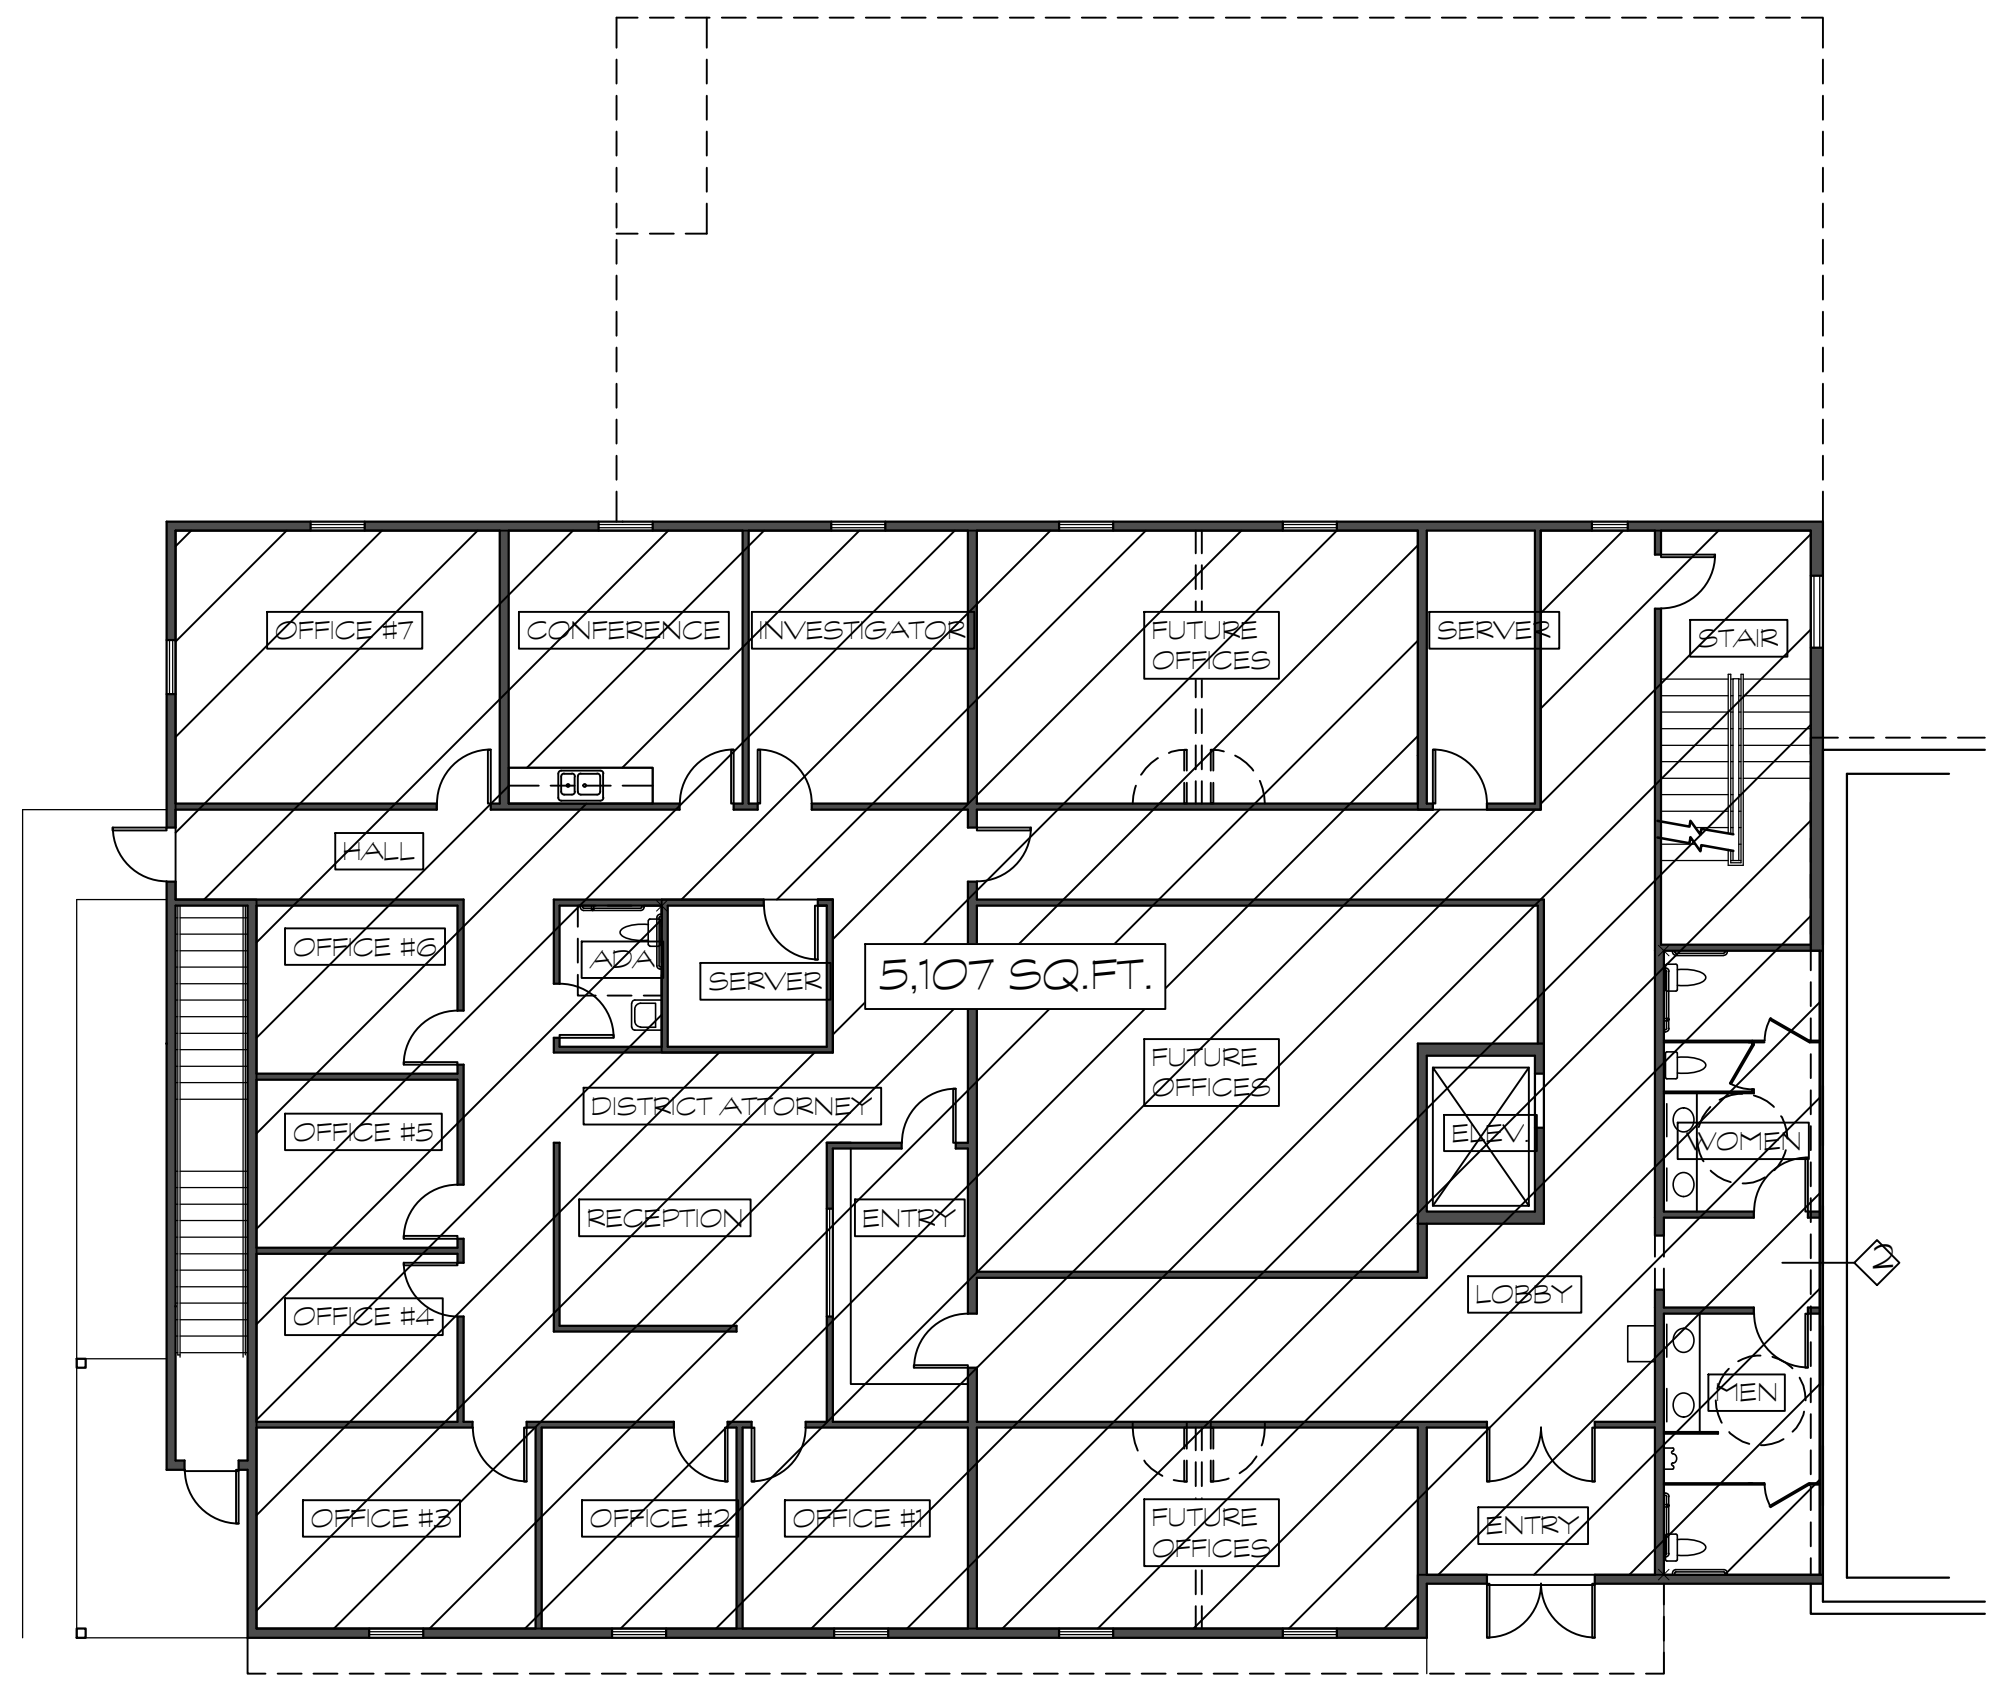 OFFICE #7
CONFERENCE
INVESTIGATOR
FUTURE
OFFICES
SERVER
STAIR
HALL
OFFICE #6
ADA
SERVER
5,107 SQ.FT.
FUTURE
OFFICES
DISTRICT ATTORNEY
OFFICE #5
ELEV.
WOMEN
RECEPTION
ENTRY
2
LOBBY
OFFICE #4
MEN
OFFICE #3
OFFICE #2
OFFICE #1
FUTURE
OFFICES
ENTRY